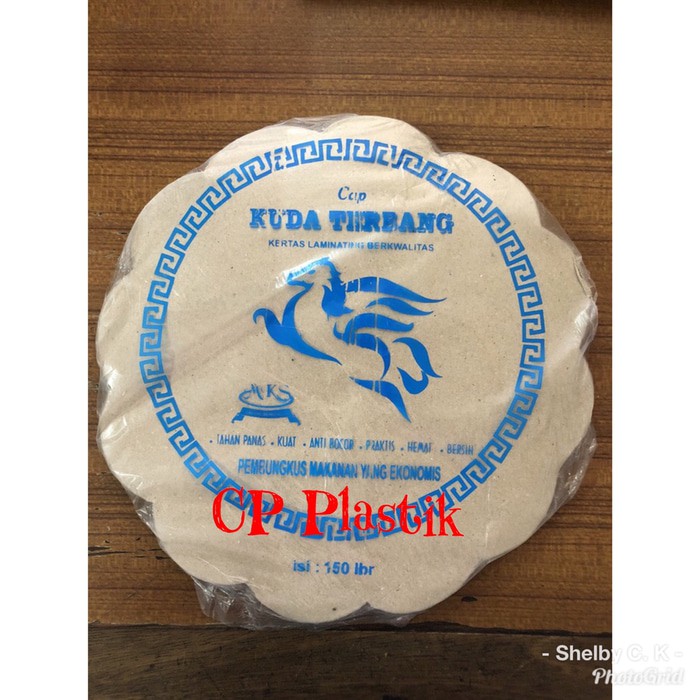 Cap
KUDA TERBANG
KERTAS LAMINATING BERKWALITAS
MKS
• TAHAN PANAS • KUAT • ANTI BOCOR • PRAKTIS • HEMAT • BERSIH
PEMBUNGKUS MAKANAN YANG EKONOMIS
CP Plastik
isi : 150 lbr
- Shelby C. K -
PhotoGrid